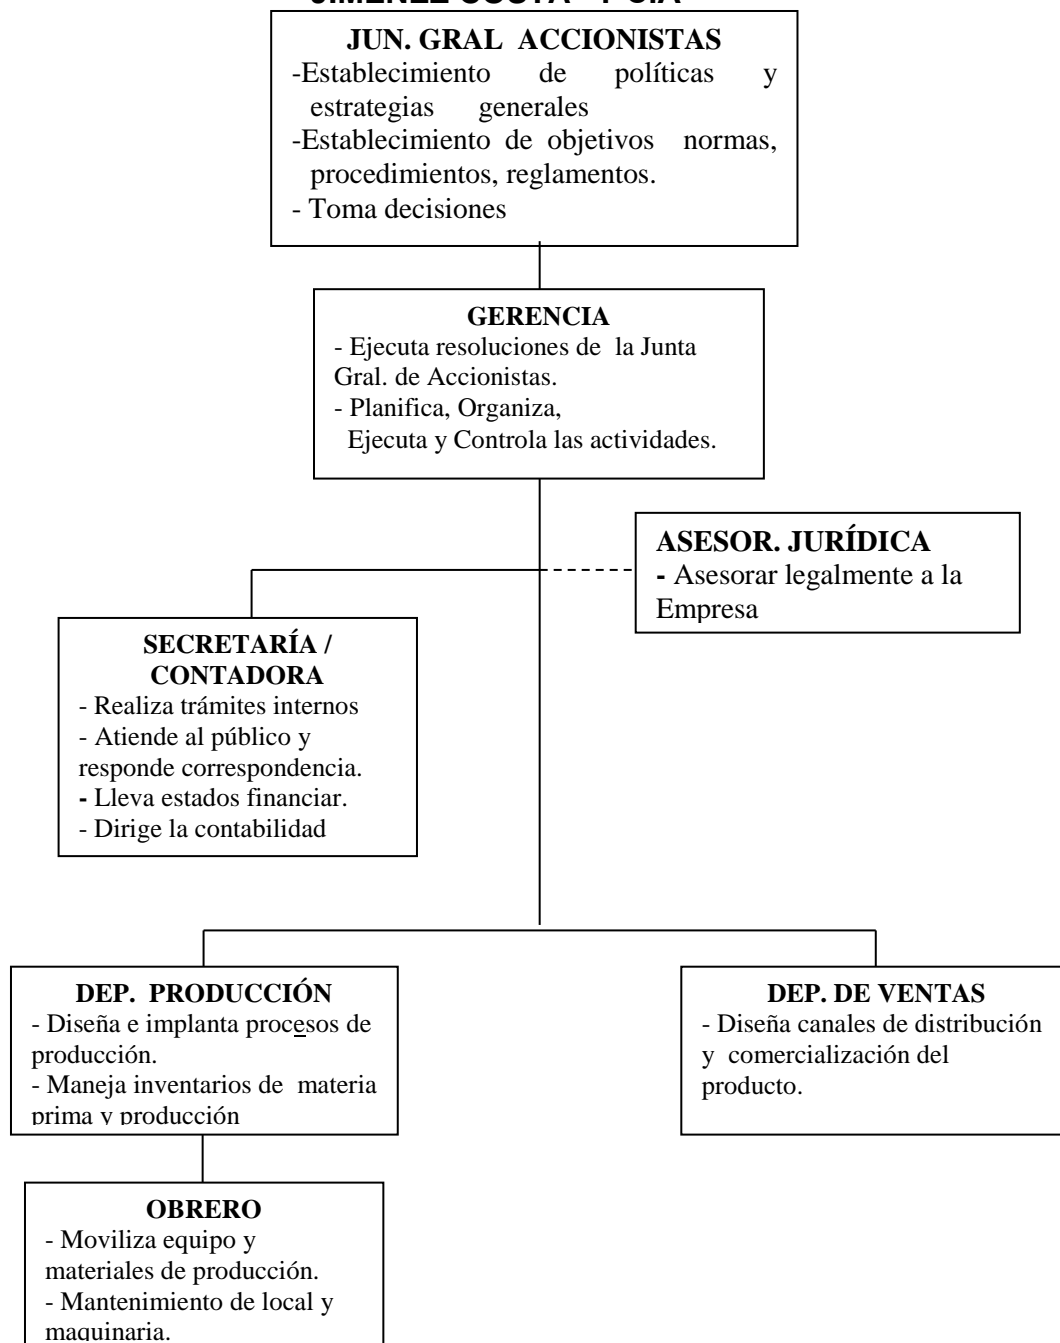 JIMENEZ COSTA Y CIA
JUN. GRAL ACCIONISTAS
-Establecimiento de políticas y
estrategias generales
-Establecimiento de objetivos normas,
procedimientos, reglamentos.
- Toma decisiones
GERENCIA
- Ejecuta resoluciones de la Junta
Gral. de Accionistas.
- Planifica, Organiza,
Ejecuta y Controla las actividades.
ASESOR. JURÍDICA
- Asesorar legalmente a la
Empresa
SECRETARÍA /
CONTADORA
- Realiza trámites internos
- Atiende al público y
responde correspondencia.
- Lleva estados financiar.
- Dirige la contabilidad
DEP. PRODUCCIÓN
- Diseña e implanta procesos de
producción.
- Maneja inventarios de materia
prima y producción
DEP. DE VENTAS
- Diseña canales de distribución
y comercialización del
producto.
OBRERO
- Moviliza equipo y
materiales de producción.
- Mantenimiento de local y
maquinaria.